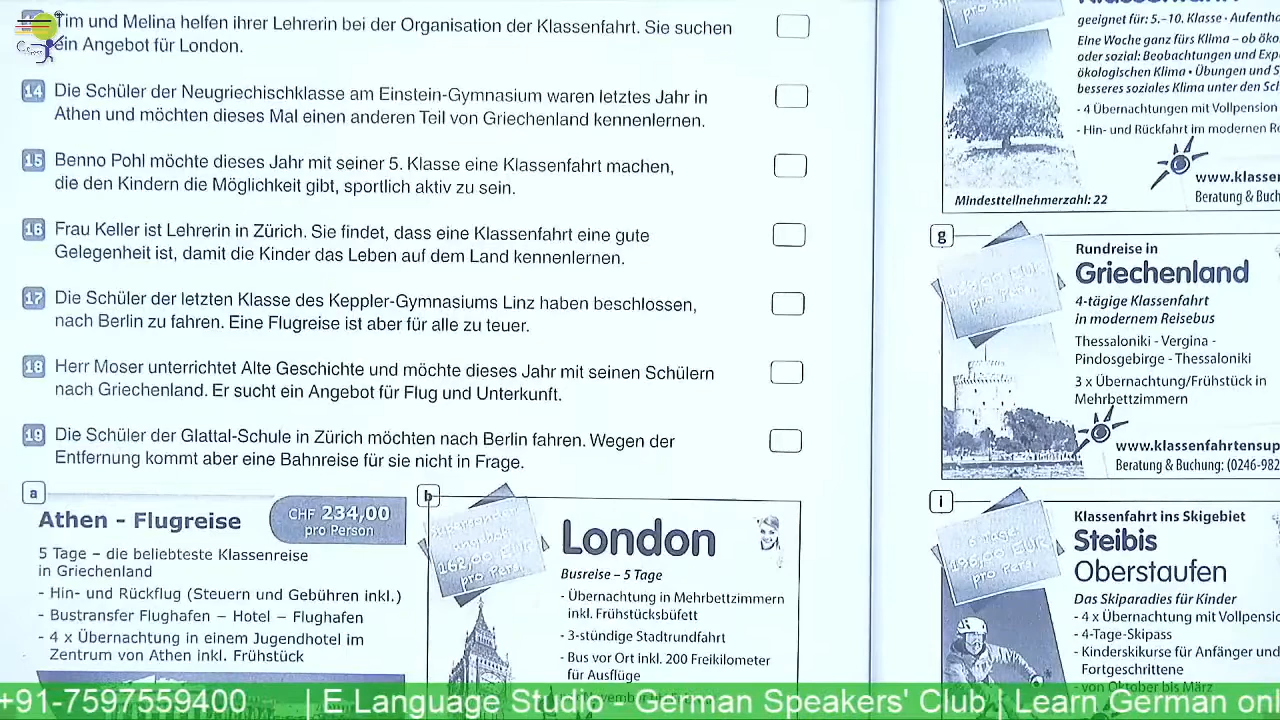 Tim und Melina helfen ihrer Lehrerin bei der Organisation der Klassenfahrt. Sie suchen
ein Angebot für London.
14 Die Schüler der Neugriechischklasse am Einstein-Gymnasium waren letztes Jahr in
Athen und möchten dieses Mal einen anderen Teil von Griechenland kennenlernen.
15 Benno Pohl möchte dieses Jahr mit seiner 5. Klasse eine Klassenfahrt machen,
die den Kindern die Möglichkeit gibt, sportlich aktiv zu sein.
16 Frau Keller ist Lehrerin in Zürich. Sie findet, dass eine Klassenfahrt eine gute
Gelegenheit ist, damit die Kinder das Leben auf dem Land kennenlernen.
17 Die Schüler der letzten Klasse des Keppler-Gymnasiums Linz haben beschlossen,
nach Berlin zu fahren. Eine Flugreise ist aber für alle zu teuer.
18 Herr Moser unterrichtet Alte Geschichte und möchte dieses Jahr mit seinen Schülern
nach Griechenland. Er sucht ein Angebot für Flug und Unterkunft.
19 Die Schüler der Glattal-Schule in Zürich möchten nach Berlin fahren. Wegen der
Entfernung kommt aber eine Bahnreise für sie nicht in Frage.
a
Athen - Flugreise
CHF 234,00
pro Person
5 Tage – die beliebteste Klassenreise
in Griechenland
- Hin- und Rückflug (Steuern und Gebühren inkl.)
- Bustransfer Flughafen – Hotel – Flughafen
- 4 x Übernachtung in einem Jugendhotel im
Zentrum von Athen inkl. Frühstück
b
pro Pers.
London
Busreise – 5 Tage
- Übernachtung in Mehrbettzimmern
inkl. Frühstücksbüfett
- 3-stündige Stadtrundfahrt
- Bus vor Ort inkl. 200 Freikilometer
für Ausflüge
geeignet für: 5.-10. Klasse • Aufentha
Eine Woche ganz fürs Klima – ob öko
oder sozial: Beobachtungen und Exp
ökologischen Klima • Übungen und S
besseres soziales Klima unter den Sc
- 4 Übernachtungen mit Vollpension
- Hin- und Rückfahrt im modernen Re
www.klasse
Beratung & Buch
Mindestteilnehmerzahl: 22
g
pro Pers.
Rundreise in
Griechenland
4-tägige Klassenfahrt
in modernem Reisebus
Thessaloniki - Vergina -
Pindosgebirge - Thessaloniki
3 x Übernachtung/Frühstück in
Mehrbettzimmern
www.klassenfahrtensup
Beratung & Buchung: (0246-982
i
pro Pers.
Klassenfahrt ins Skigebiet
Steibis
Oberstaufen
Das Skiparadies für Kinder
- 4 x Übernachtung mit Vollpensio
- 4-Tage-Skipass
- Kinderskikurse für Anfänger und
Fortgeschrittene
- von Oktober bis März
+91-7597559400 | E Language Studio - German Speakers' Club | Learn German onl